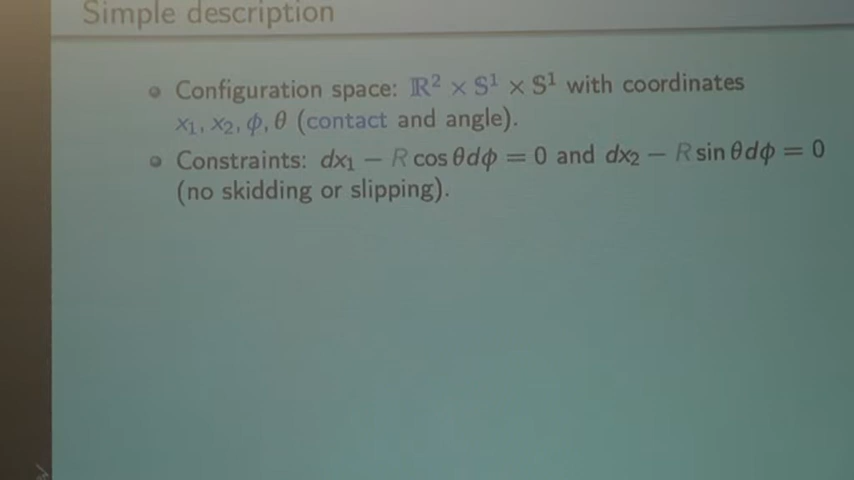 Simple description
• Configuration space: ℝ² × 𝕊¹ × 𝕊¹ with coordinates
x₁, x₂, ϕ, θ (contact and angle).
• Constraints: dx₁ − R cos θdϕ = 0 and dx₂ − R sin θdϕ = 0
(no skidding or slipping).